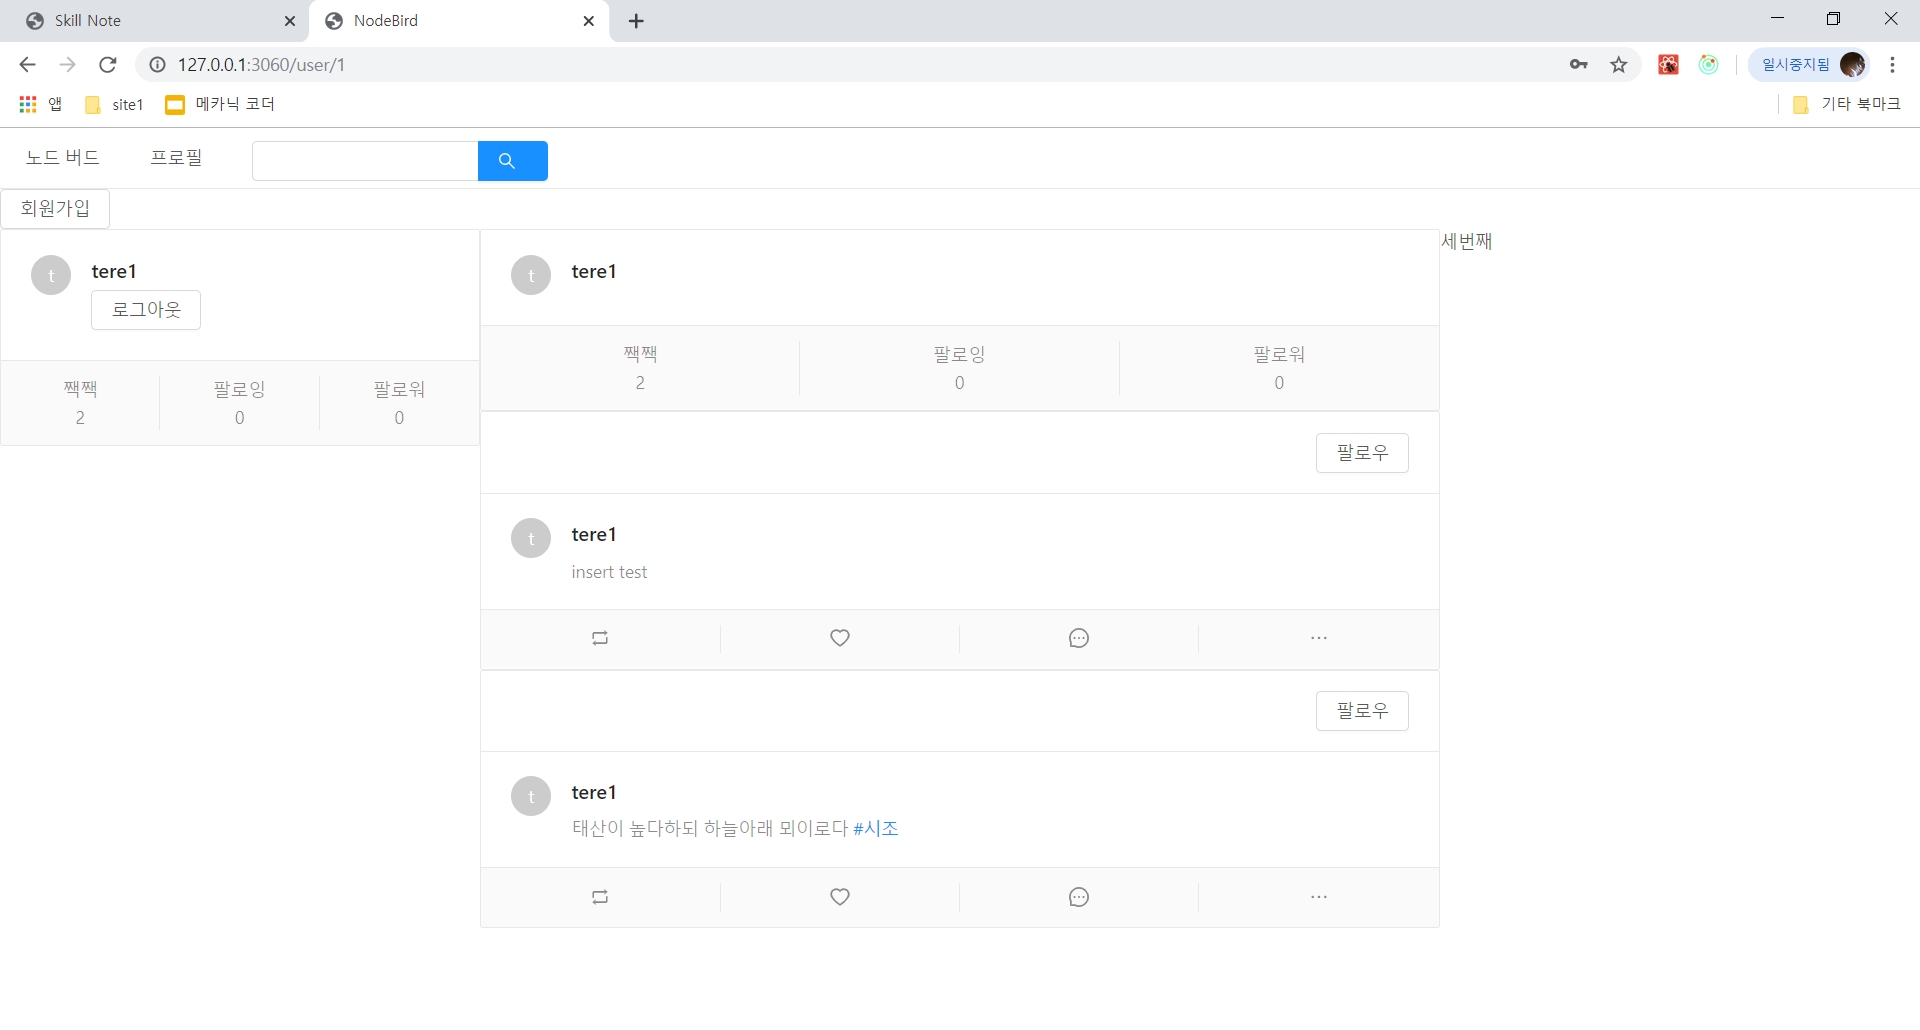 Skill Note
NodeBird
127.0.0.1:3060/user/1
일시중지됨
앱
site1
메카닉 코더
기타 북마크
노드 버드
프로필
회원가입
t
tere1
로그아웃
짹짹
2
팔로잉
0
팔로워
0
t
tere1
짹짹
2
팔로잉
0
팔로워
0
팔로우
t
tere1
insert test
팔로우
t
tere1
태산이 높다하되 하늘아래 뫼이로다 #시조
세번째